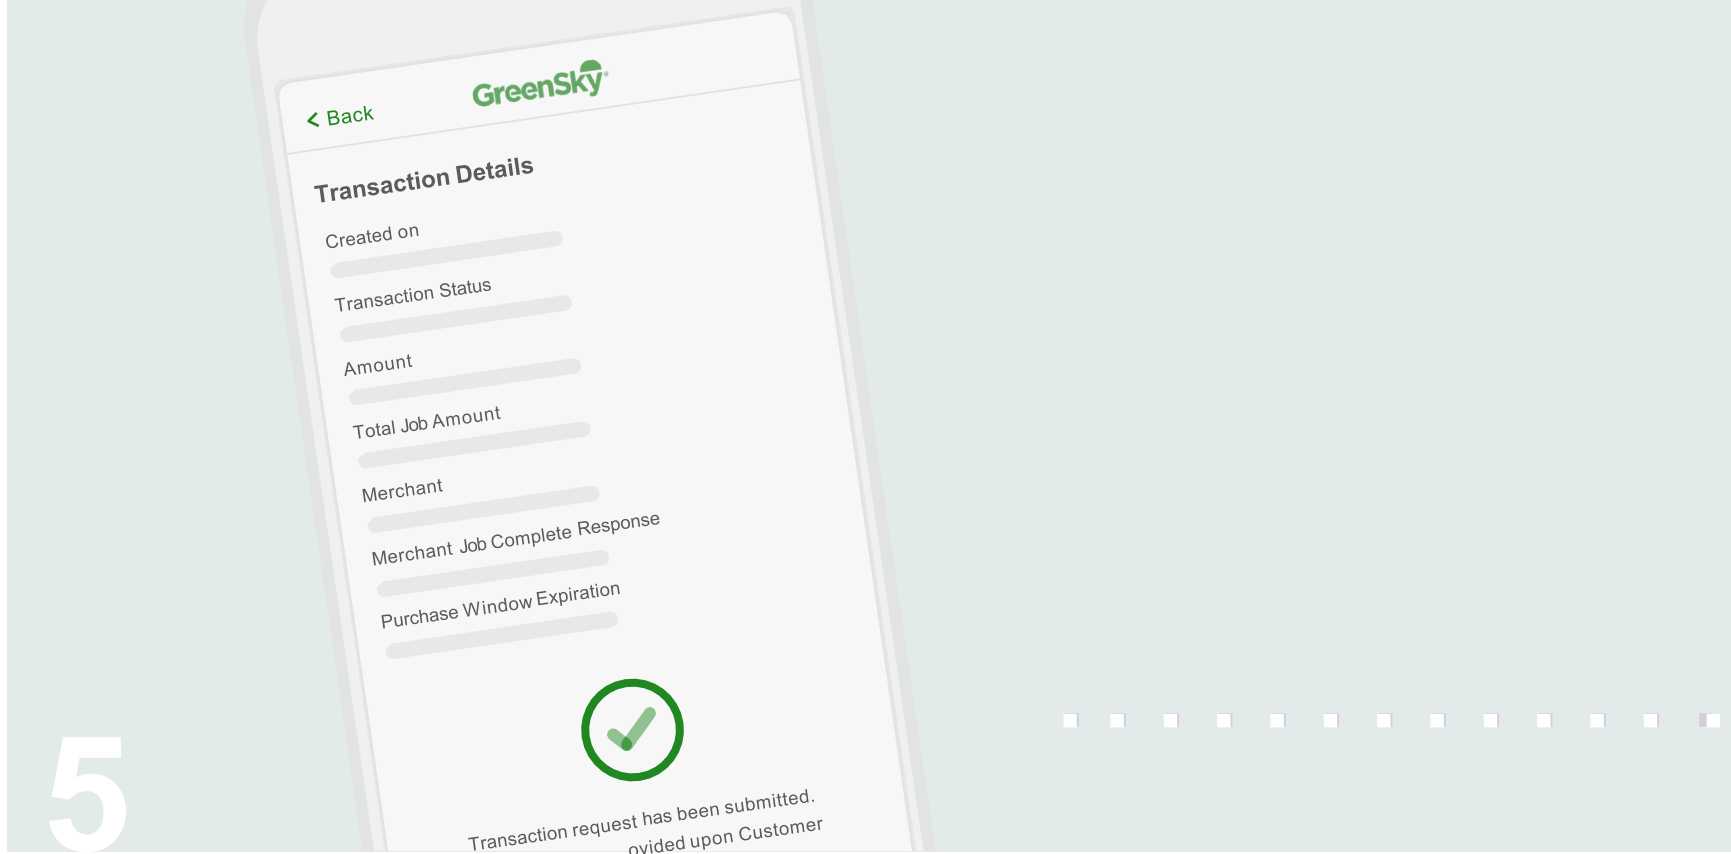 < Back
GreenSky
Transaction Details
Created on
Transaction Status
Amount
Total Job Amount
Merchant
Merchant Job Complete Response
Purchase Window Expiration
Transaction request has been submitted.
upon Customer
5